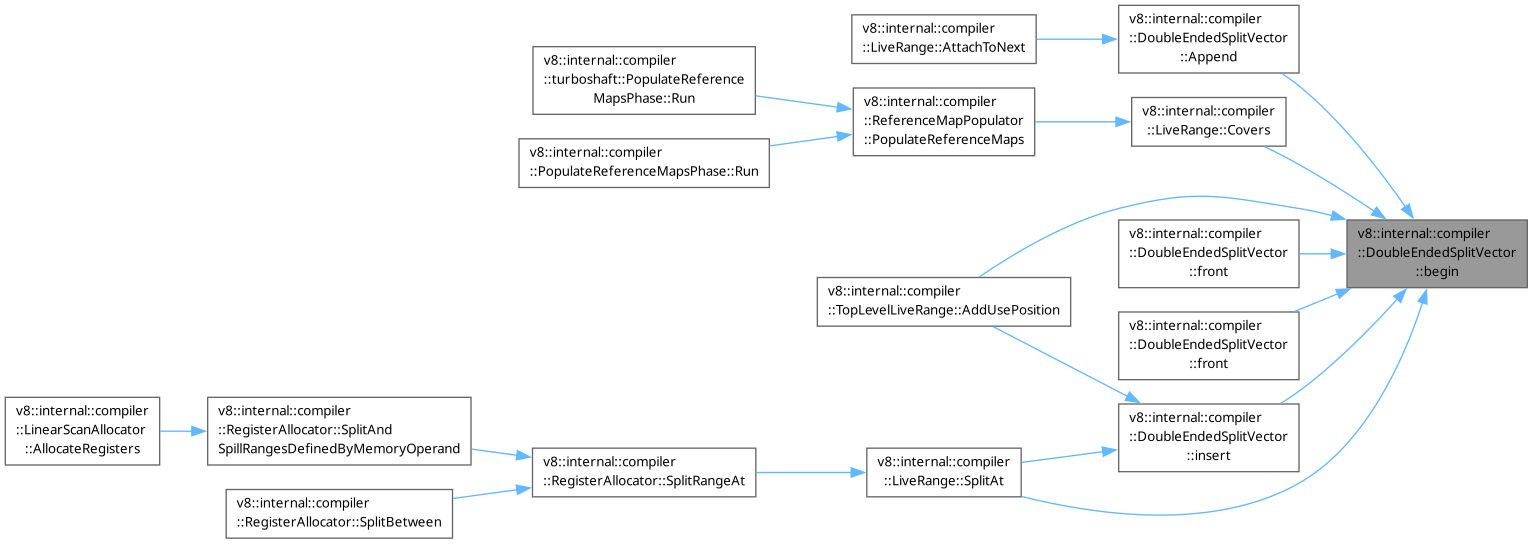 v8::internal::compiler
::DoubleEndedSplitVector
::Append
v8::internal::compiler
::LiveRange::AttachToNext
v8::internal::compiler
::turboshaft::PopulateReference
MapsPhase::Run
v8::internal::compiler
::ReferenceMapPopulator
::PopulateReferenceMaps
v8::internal::compiler
::LiveRange::Covers
v8::internal::compiler
::PopulateReferenceMapsPhase::Run
v8::internal::compiler
::DoubleEndedSplitVector
::front
v8::internal::compiler
::DoubleEndedSplitVector
::begin
v8::internal::compiler
::TopLevelLiveRange::AddUsePosition
v8::internal::compiler
::DoubleEndedSplitVector
::front
v8::internal::compiler
::LinearScanAllocator
::AllocateRegisters
v8::internal::compiler
::RegisterAllocator::SplitAnd
SpillRangesDefinedByMemoryOperand
v8::internal::compiler
::DoubleEndedSplitVector
::insert
v8::internal::compiler
::RegisterAllocator::SplitRangeAt
v8::internal::compiler
::LiveRange::SplitAt
v8::internal::compiler
::RegisterAllocator::SplitBetween